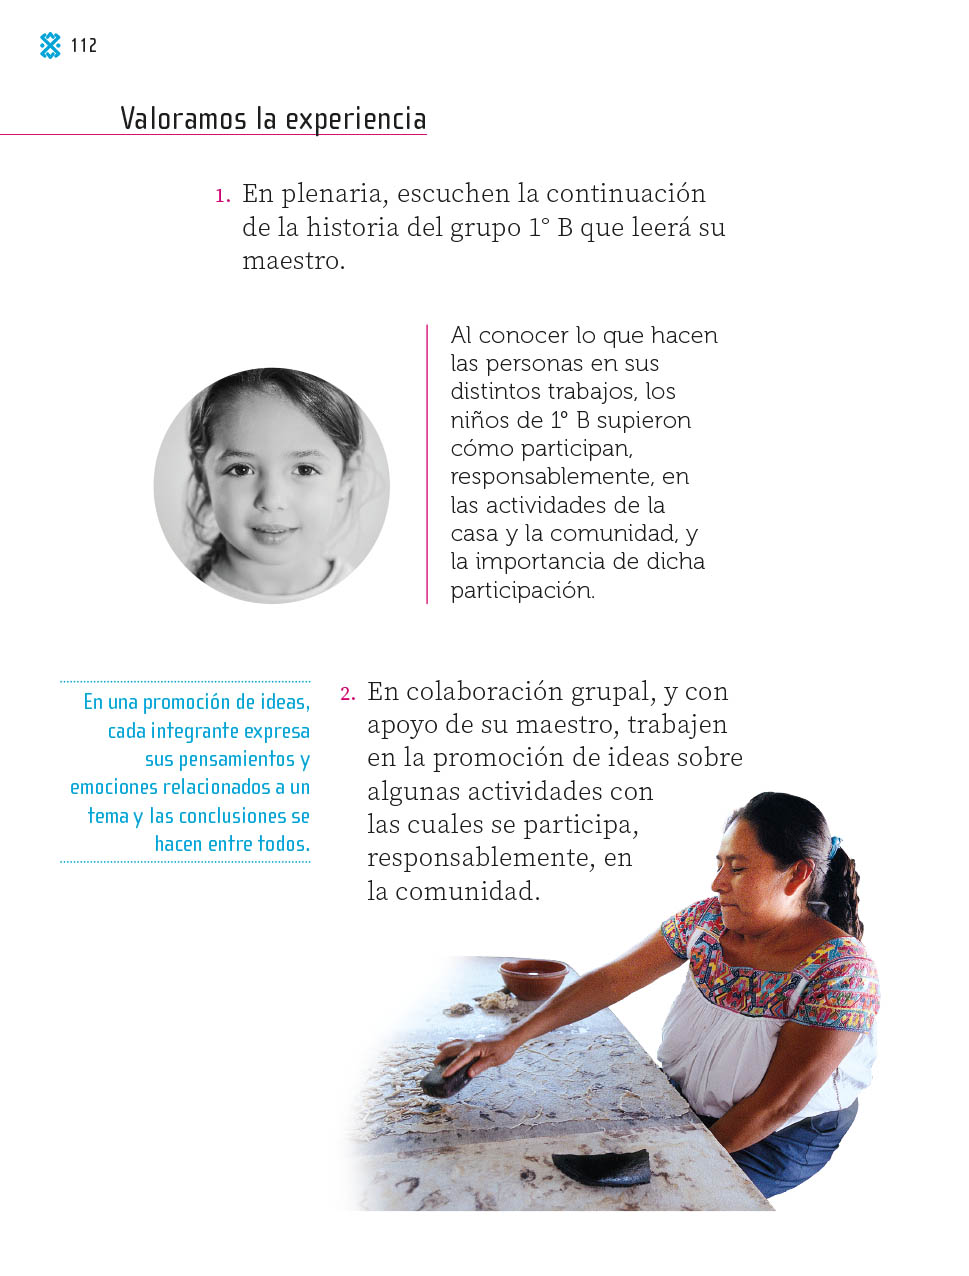 112
Valoramos la experiencia
1. En plenaria, escuchen la continuación
de la historia del grupo 1° B que leerá su
maestro.
Al conocer lo que hacen
las personas en sus
distintos trabajos, los
niños de 1° B supieron
cómo participan,
responsablemente, en
las actividades de la
casa y la comunidad, y
la importancia de dicha
participación.
En una promoción de ideas,
cada integrante expresa
sus pensamientos y
emociones relacionados a un
tema y las conclusiones se
hacen entre todos.
2. En colaboración grupal, y con
apoyo de su maestro, trabajen
en la promoción de ideas sobre
algunas actividades con
las cuales se participa,
responsablemente, en
la comunidad.